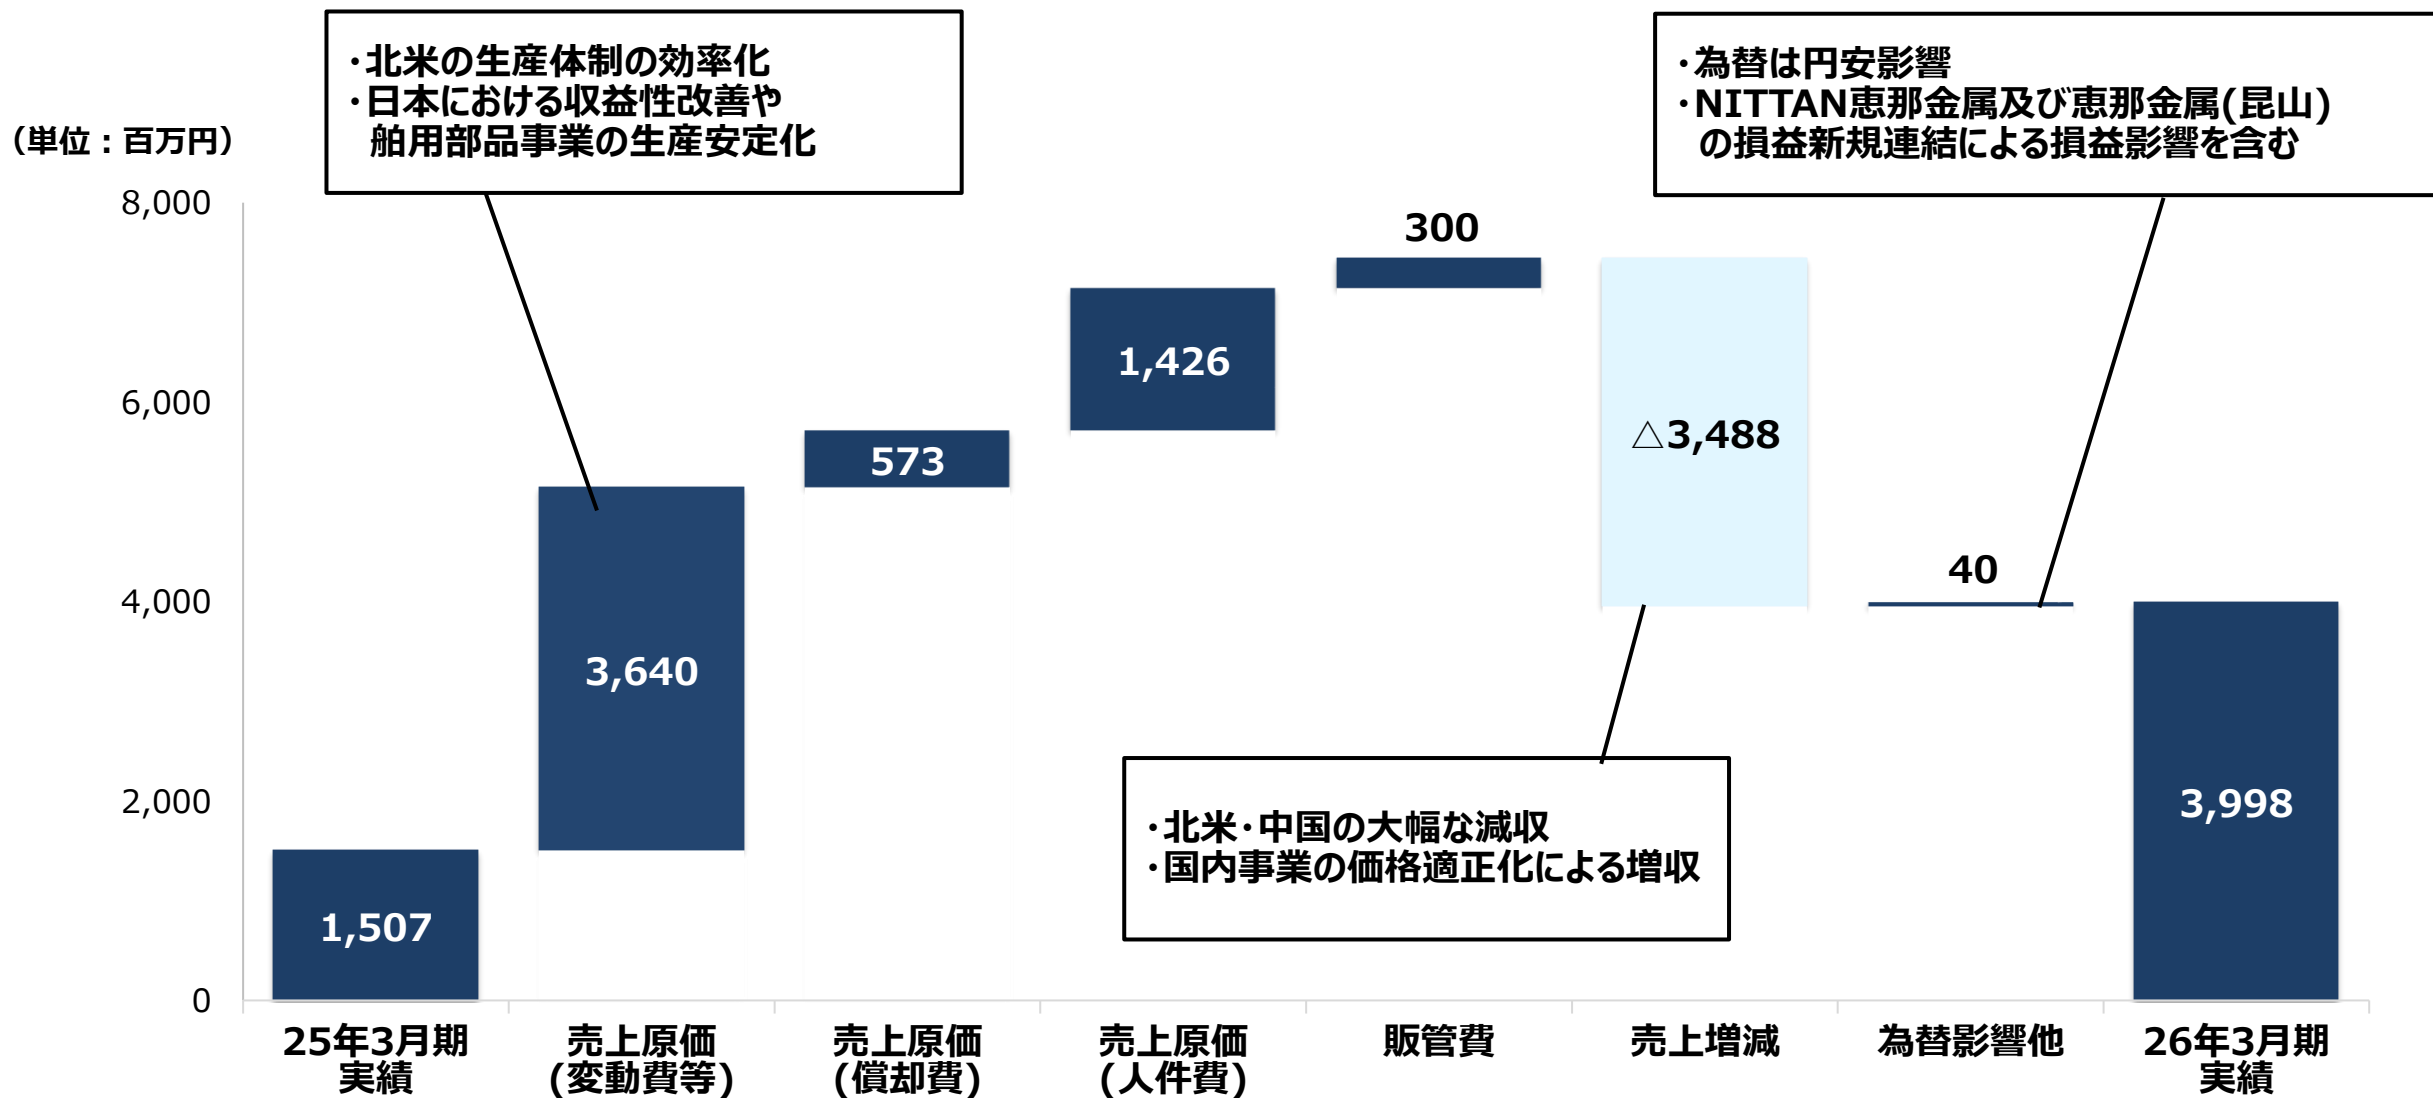 ・北米の生産体制の効率化
・日本における収益性改善や
舶用部品事業の生産安定化
・為替は円安影響
・NITTAN恵那金属及び恵那金属(昆山)
の損益新規連結による損益影響を含む
（単位：百万円）
8,000
6,000
4,000
2,000
0
1,507
3,640
573
1,426
300
△3,488
40
3,998
・北米・中国の大幅な減収
・国内事業の価格適正化による増収
25年3月期
実績
売上原価
(変動費等)
売上原価
(償却費)
売上原価
(人件費)
販管費
売上増減
為替影響他
26年3月期
実績